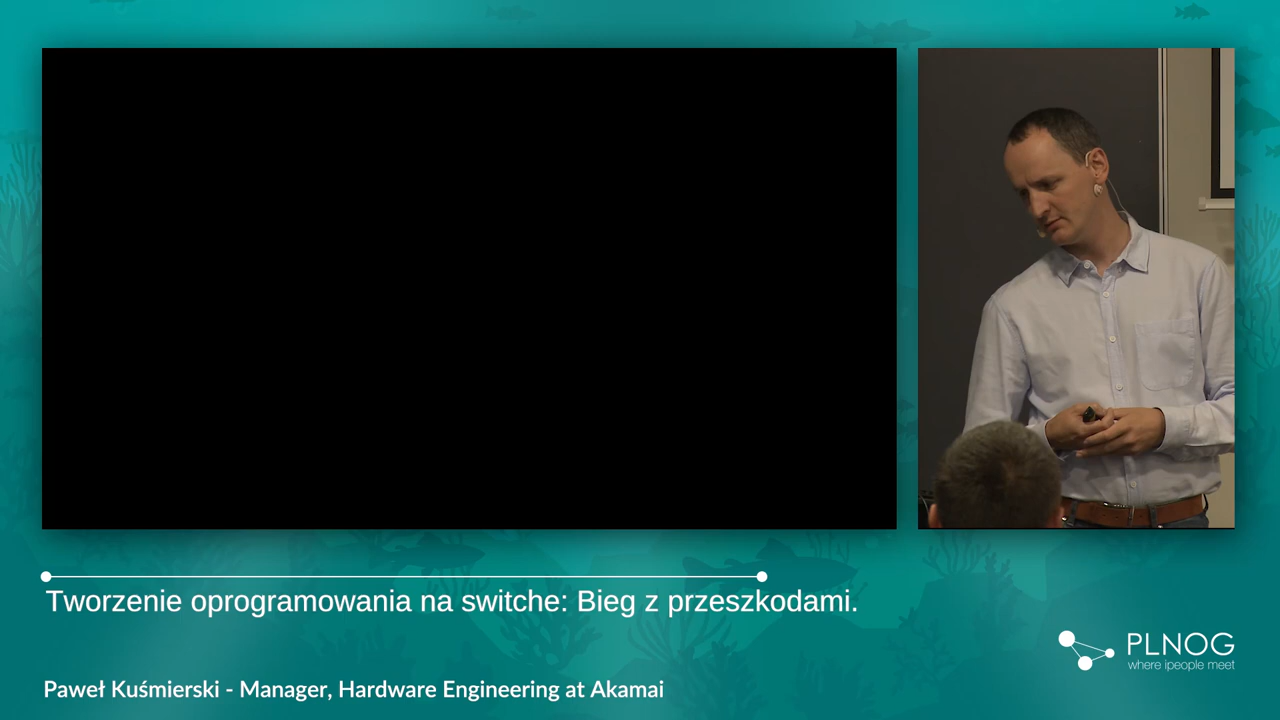 Tworzenie oprogramowania na switche: Bieg z przeszkodami.
PLNOG
where ipeople meet
Paweł Kuśmierski - Manager, Hardware Engineering at Akamai